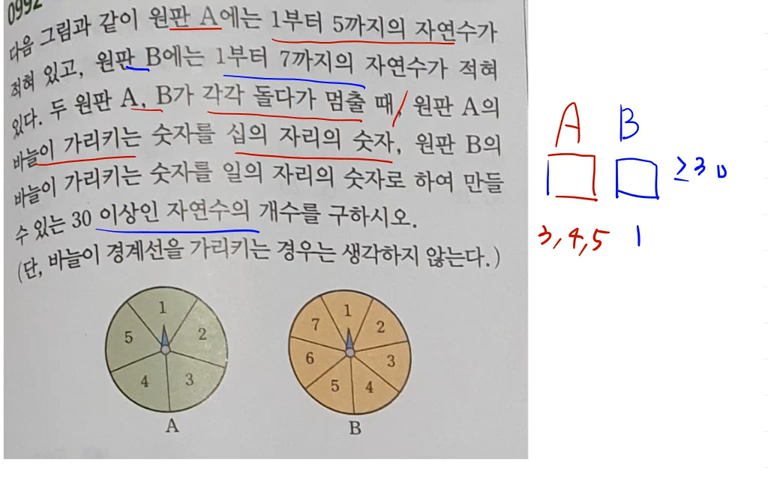 0992
다음 그림과 같이 원판 A에는 1부터 5까지의 자연수가
적혀 있고, 원판 B에는 1부터 7까지의 자연수가 적혀
있다. 두 원판 A, B가 각각 돌다가 멈출 때, 원판 A의
바늘이 가리키는 숫자를 십의 자리의 숫자, 원판 B의
바늘이 가리키는 숫자를 일의 자리의 숫자로 하여 만들
수 있는 30 이상인 자연수의 개수를 구하시오.
(단, 바늘이 경계선을 가리키는 경우는 생각하지 않는다.)
1
2
3
4
5
A
1
2
3
4
5
6
7
B
A B
≥30
3, 4, 5 1